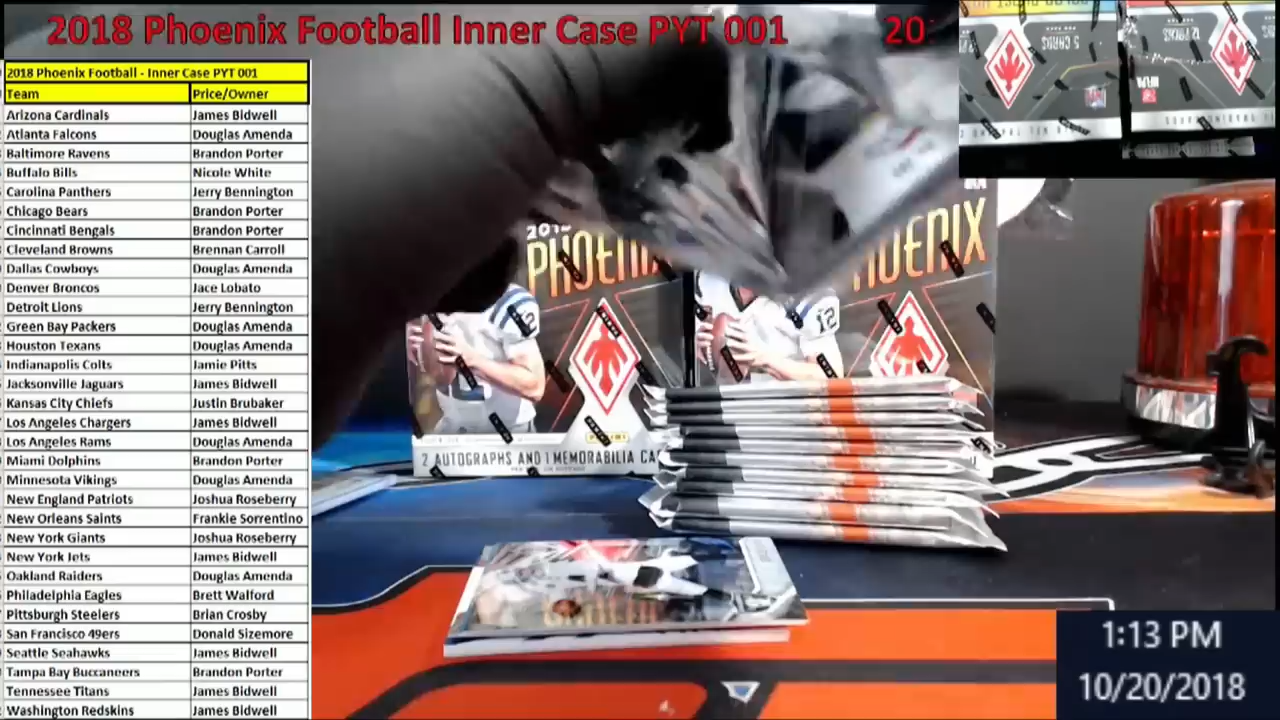 2018 Phoenix Football Inner Case PYT 001
20
2018 Phoenix Football - Inner Case PYT 001
Team Price/Owner
Arizona Cardinals James Bidwell
Atlanta Falcons Douglas Amenda
Baltimore Ravens Brandon Porter
Buffalo Bills Nicole White
Carolina Panthers Jerry Bennington
Chicago Bears Brandon Porter
Cincinnati Bengals Brandon Porter
Cleveland Browns Brennan Carroll
Dallas Cowboys Douglas Amenda
Denver Broncos Jace Lobato
Detroit Lions Jerry Bennington
Green Bay Packers Douglas Amenda
Houston Texans Douglas Amenda
Indianapolis Colts Jamie Pitts
Jacksonville Jaguars James Bidwell
Kansas City Chiefs Justin Brubaker
Los Angeles Chargers James Bidwell
Los Angeles Rams Douglas Amenda
Miami Dolphins Brandon Porter
Minnesota Vikings Douglas Amenda
New England Patriots Joshua Roseberry
New Orleans Saints Frankie Sorrentino
New York Giants Joshua Roseberry
New York Jets James Bidwell
Oakland Raiders Douglas Amenda
Philadelphia Eagles Brett Walford
Pittsburgh Steelers Brian Crosby
San Francisco 49ers Donald Sizemore
Seattle Seahawks James Bidwell
Tampa Bay Buccaneers Brandon Porter
Tennessee Titans James Bidwell
Washington Redskins James Bidwell
5 CARDS
12 PACKS
PHOENIX
HOENIX
12
PANINI
2 AUTOGRAPHS AND 1 MEMORABILIA CA
1:13 PM
10/20/2018